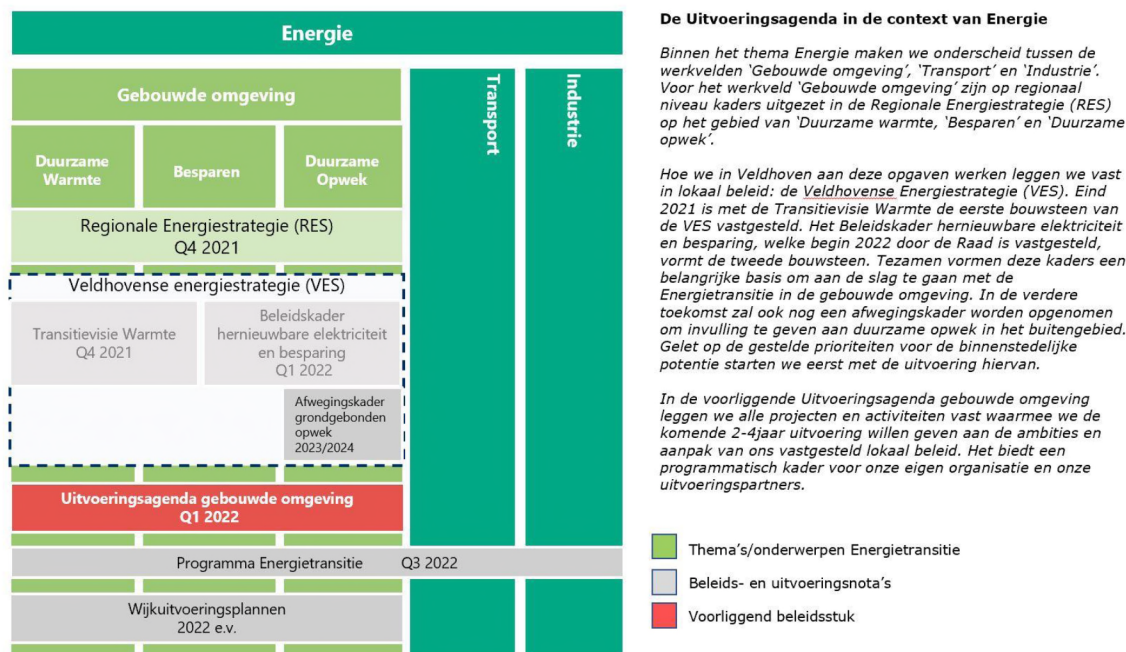 Energie
Gebouwde omgeving
Transport
Industrie
Duurzame
Warmte
Besparen
Duurzame
Opwek
Regionale Energiestrategie (RES)
Q4 2021
Veldhovense energiestrategie (VES)
Transitievisie Warmte
Q4 2021
Beleidskader
hernieuwbare elektriciteit
en besparing
Q1 2022
Afwegingskader
grondgebonden
opwek
2023/2024
Uitvoeringsagenda gebouwde omgeving
Q1 2022
Programma Energietransitie Q3 2022
Wijkuitvoeringsplannen
2022 e.v.
De Uitvoeringsagenda in de context van Energie
Binnen het thema Energie maken we onderscheid tussen de
werkvelden ‘Gebouwde omgeving’, ‘Transport’ en ‘Industrie’.
Voor het werkveld ‘Gebouwde omgeving’ zijn op regionaal
niveau kaders uitgezet in de Regionale Energiestrategie (RES)
op het gebied van ‘Duurzame warmte, ‘Besparen’ en ‘Duurzame
opwek’.
Hoe we in Veldhoven aan deze opgaven werken leggen we vast
in lokaal beleid: de Veldhovense Energiestrategie (VES). Eind
2021 is met de Transitievisie Warmte de eerste bouwsteen van
de VES vastgesteld. Het Beleidskader hernieuwbare elektriciteit
en besparing, welke begin 2022 door de Raad is vastgesteld,
vormt de tweede bouwsteen. Tezamen vormen deze kaders een
belangrijke basis om aan de slag te gaan met de
Energietransitie in de gebouwde omgeving. In de verdere
toekomst zal ook nog een afwegingskader worden opgenomen
om invulling te geven aan duurzame opwek in het buitengebied.
Gelet op de gestelde prioriteiten voor de binnenstedelijke
potentie starten we eerst met de uitvoering hiervan.
In de voorliggende Uitvoeringsagenda gebouwde omgeving
leggen we alle projecten en activiteiten vast waarmee we de
komende 2-4jaar uitvoering willen geven aan de ambities en
aanpak van ons vastgesteld lokaal beleid. Het biedt een
programmatisch kader voor onze eigen organisatie en onze
uitvoeringspartners.
Thema’s/onderwerpen Energietransitie
Beleids- en uitvoeringsnota’s
Voorliggend beleidsstuk